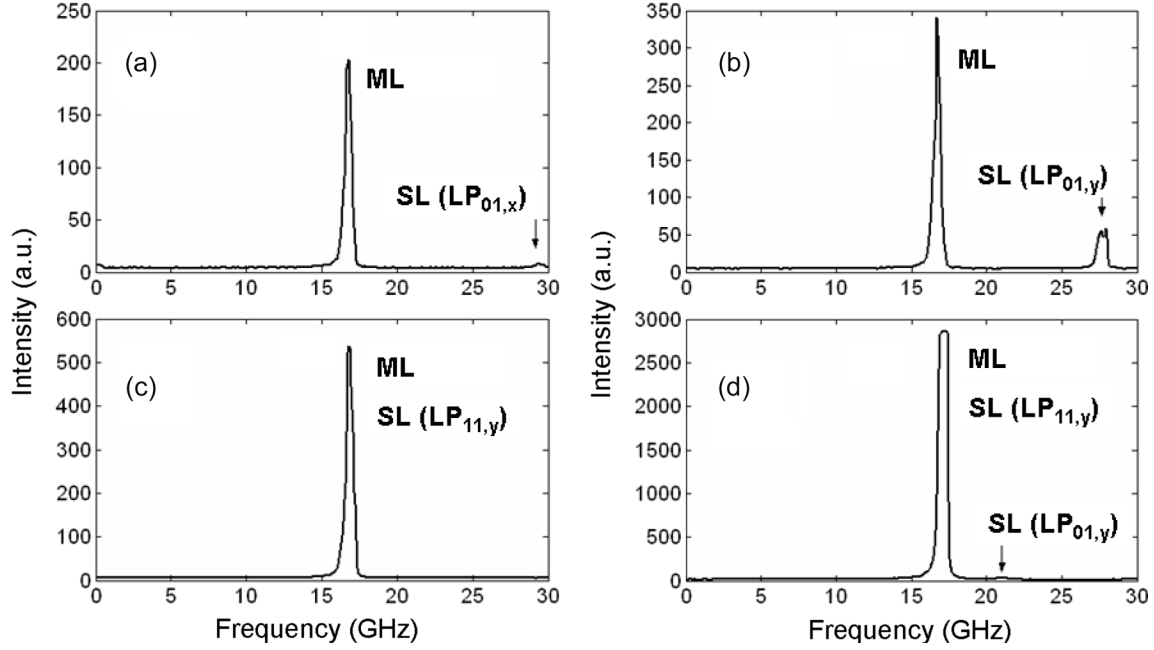 (a)
ML
SL (LP01,x)
250
200
150
100
50
0
0 5 10 15 20 25 30
(b)
ML
SL (LP01,y)
350
300
250
200
150
100
50
0
0 5 10 15 20 25 30
(c)
ML
SL (LP11,y)
600
500
400
300
200
100
0
0 5 10 15 20 25 30
(d)
ML
SL (LP11,y)
SL (LP01,y)
3000
2500
2000
1500
1000
500
0
0 5 10 15 20 25 30
Intensity (a.u.)
Intensity (a.u.)
Frequency (GHz)
Frequency (GHz)